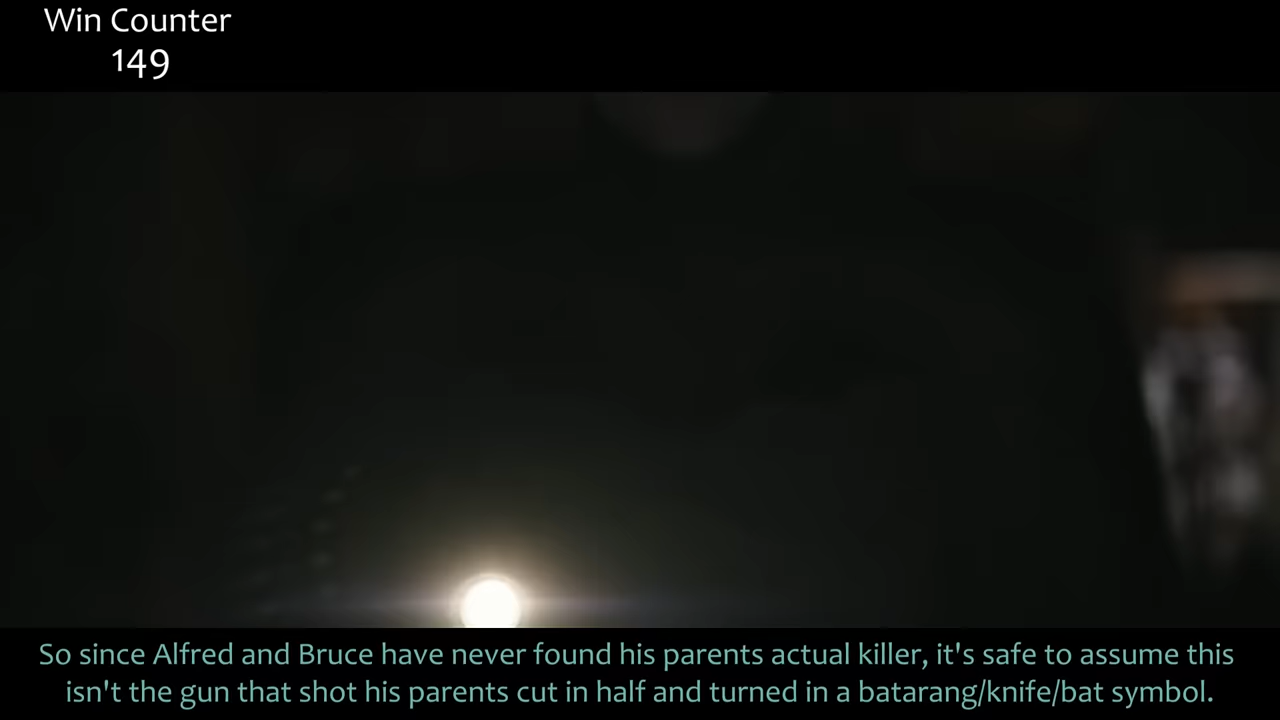 Win Counter
149
So since Alfred and Bruce have never found his parents actual killer, it's safe to assume this
isn't the gun that shot his parents cut in half and turned in a batarang/knife/bat symbol.